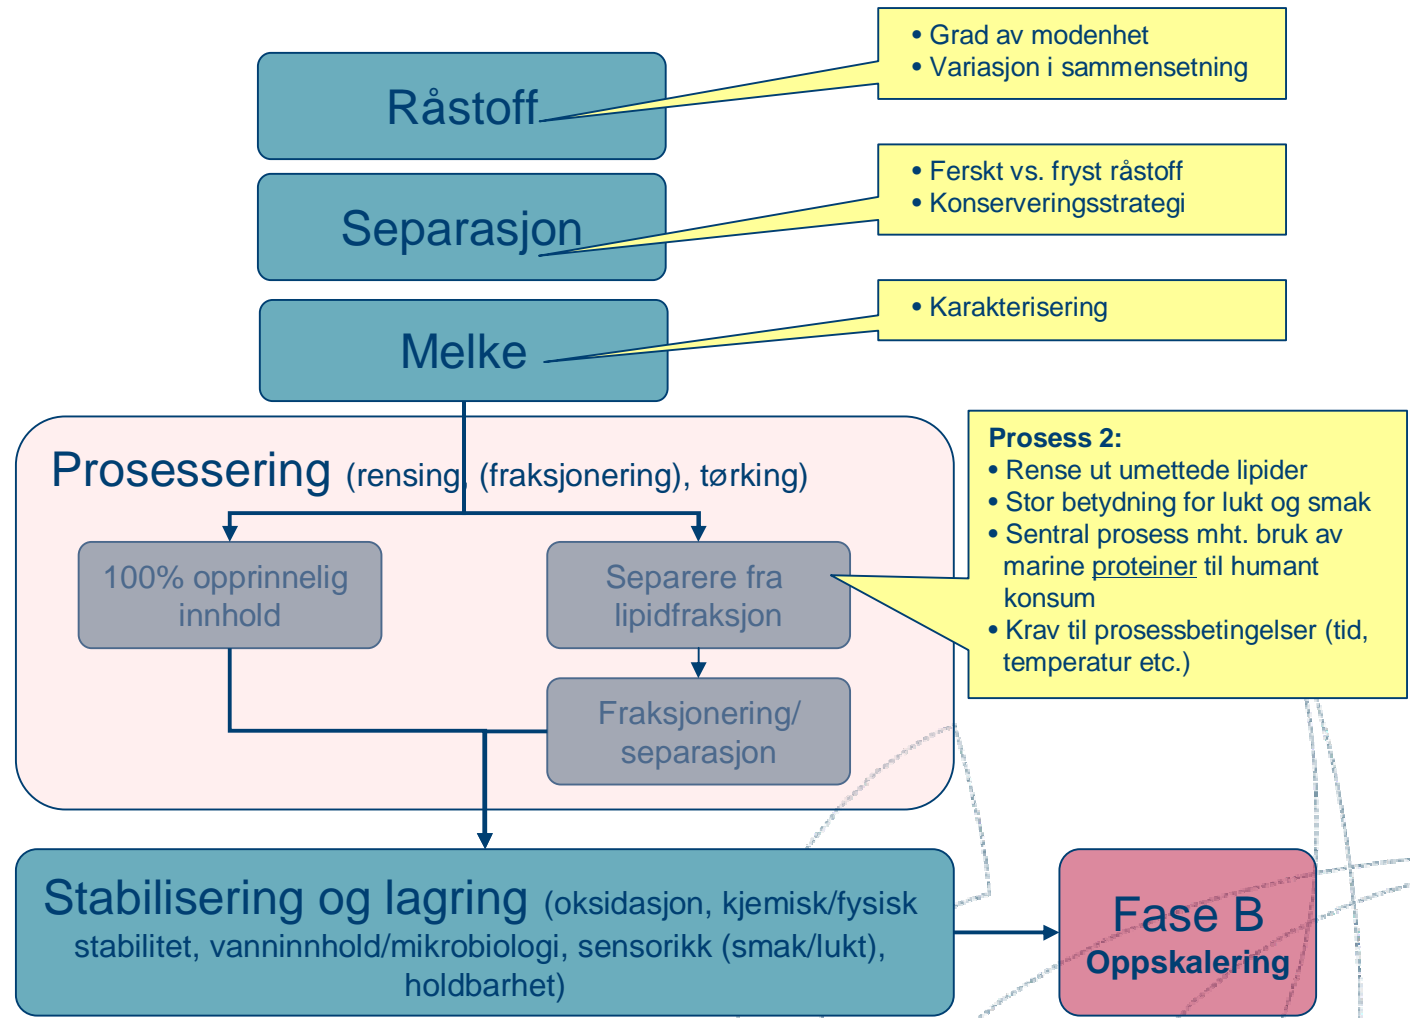 Råstoff
• Grad av modenhet
• Variasjon i sammensetning
Separasjon
• Ferskt vs. fryst råstoff
• Konserveringsstrategi
Melke
• Karakterisering
Prosessering (rensing, (fraksjonering), tørking)
100% opprinnelig
innhold
Separere fra
lipidfraksjon
Fraksjonering/
separasjon
Prosess 2:
• Rense ut umettede lipider
• Stor betydning for lukt og smak
• Sentral prosess mht. bruk av
marine proteiner til humant
konsum
• Krav til prosessbetingelser (tid,
temperatur etc.)
Stabilisering og lagring (oksidasjon, kjemisk/fysisk
stabilitet, vanninnhold/mikrobiologi, sensorikk (smak/lukt),
holdbarhet)
Fase B
Oppskalering